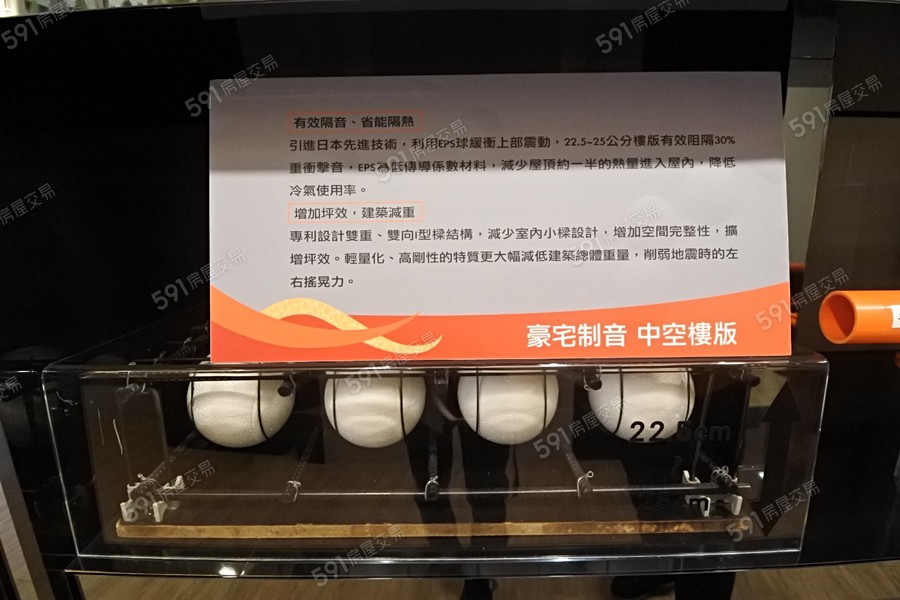 有效隔音、省能隔熱
引進日本先進技術，利用EPS球緩衝上部震動，22.5~25公分樓版有效阻隔30%
重衝擊音，EPS為低傳導係數材料，減少屋頂約一半的熱量進入屋內，降低
冷氣使用率。
增加坪效，建築減重
專利設計雙重、雙向I型樑結構，減少室內小樑設計，增加空間完整性，擴
增坪效。輕量化、高剛性的特質更大幅減低建築總體重量，削弱地震時的左
右搖晃力。
豪宅制音 中空樓版
22.5cm
591房屋交易